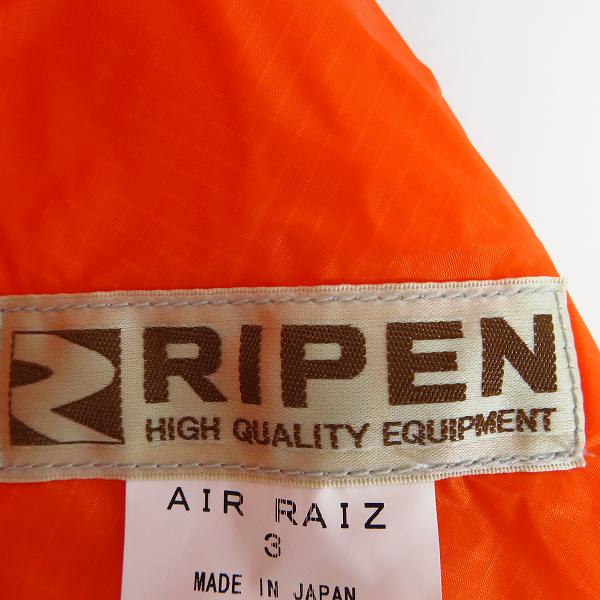 RIPEN
HIGH QUALITY EQUIPMENT
AIR RAIZ
3
MADE IN JAPAN